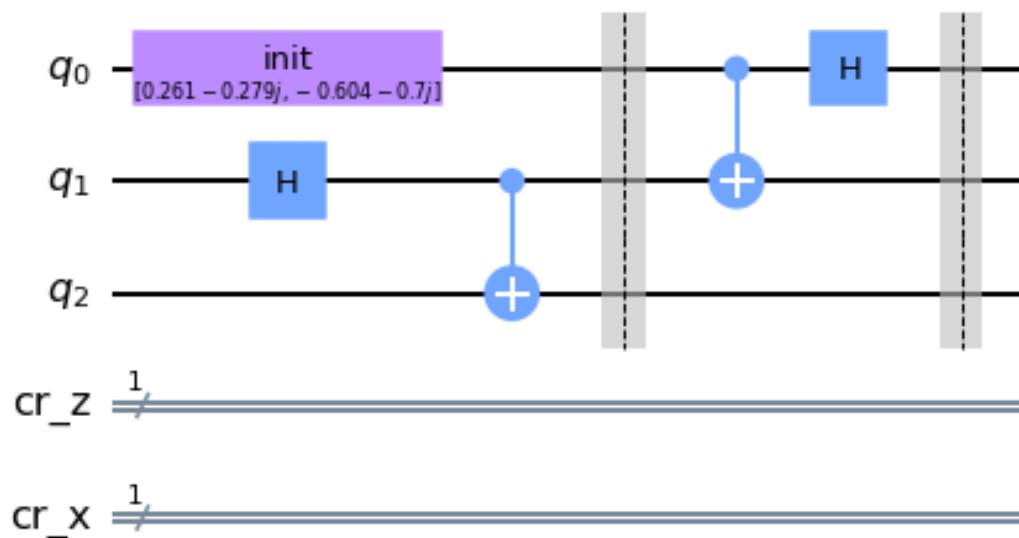 q0 init H
[0.261 − 0.279j, − 0.604 − 0.7j]
q1 H
q2
1
cr_z
1
cr_x